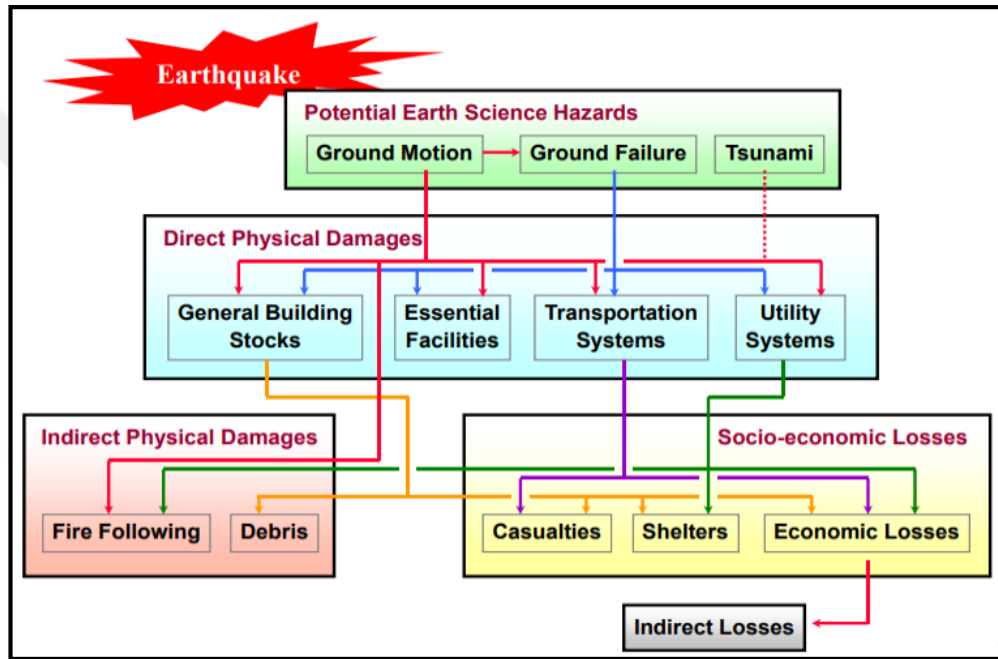 Earthquake
Potential Earth Science Hazards
Ground Motion
Ground Failure
Tsunami
Direct Physical Damages
General Building
Stocks
Essential
Facilities
Transportation
Systems
Utility
Systems
Indirect Physical Damages
Fire Following
Debris
Socio-economic Losses
Casualties
Shelters
Economic Losses
Indirect Losses